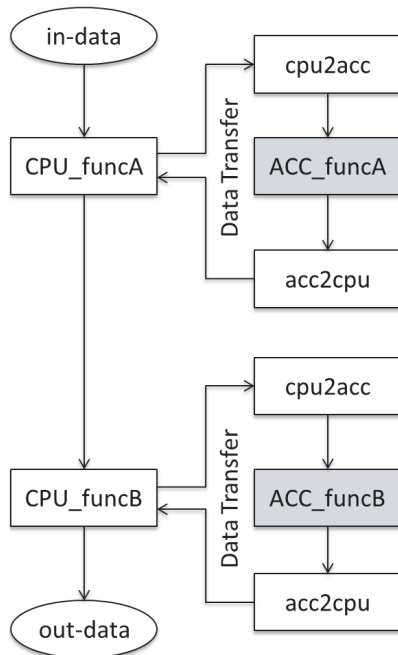 in-data
cpu2acc
CPU_funcA
Data Transfer
ACC_funcA
acc2cpu
cpu2acc
CPU_funcB
Data Transfer
ACC_funcB
acc2cpu
out-data